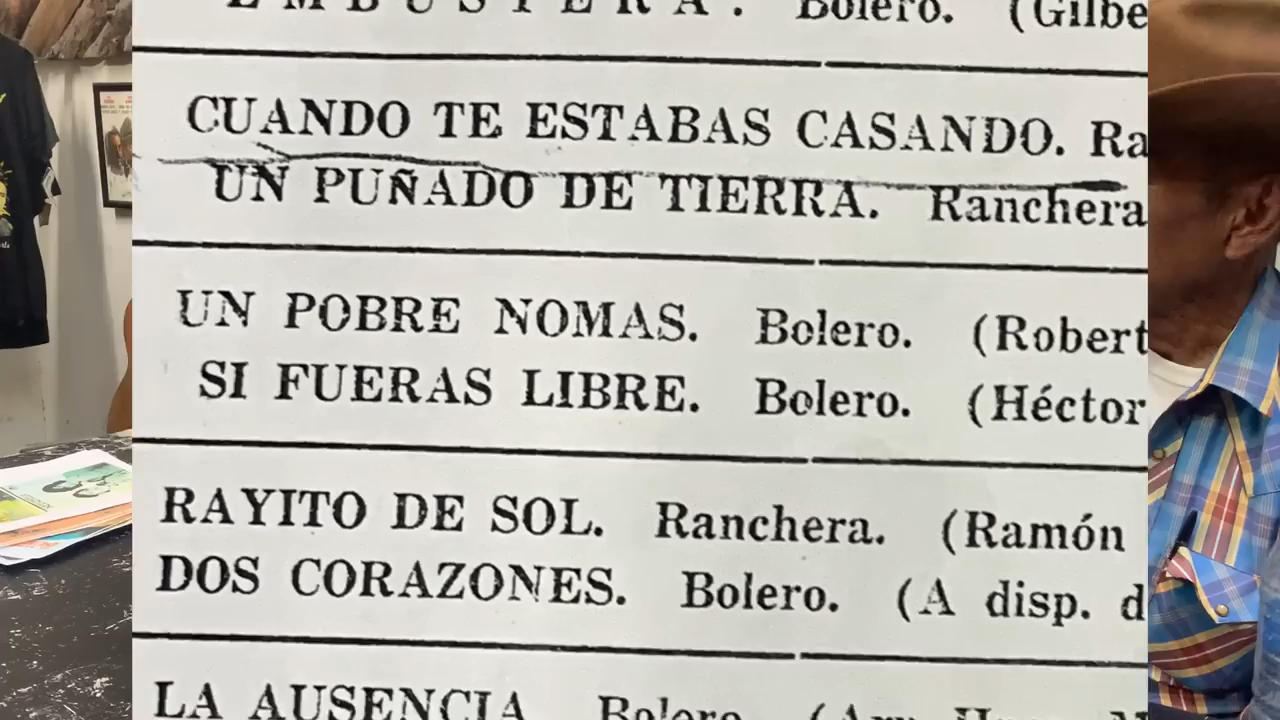 EMBUSTERA. Bolero. (Gilbe
CUANDO TE ESTABAS CASANDO. Ra
UN PUÑADO DE TIERRA. Ranchera
UN POBRE NOMAS. Bolero. (Robert
SI FUERAS LIBRE. Bolero. (Héctor
RAYITO DE SOL. Ranchera. (Ramón
DOS CORAZONES. Bolero. (A disp. d
LA AUSENCIA Bolero